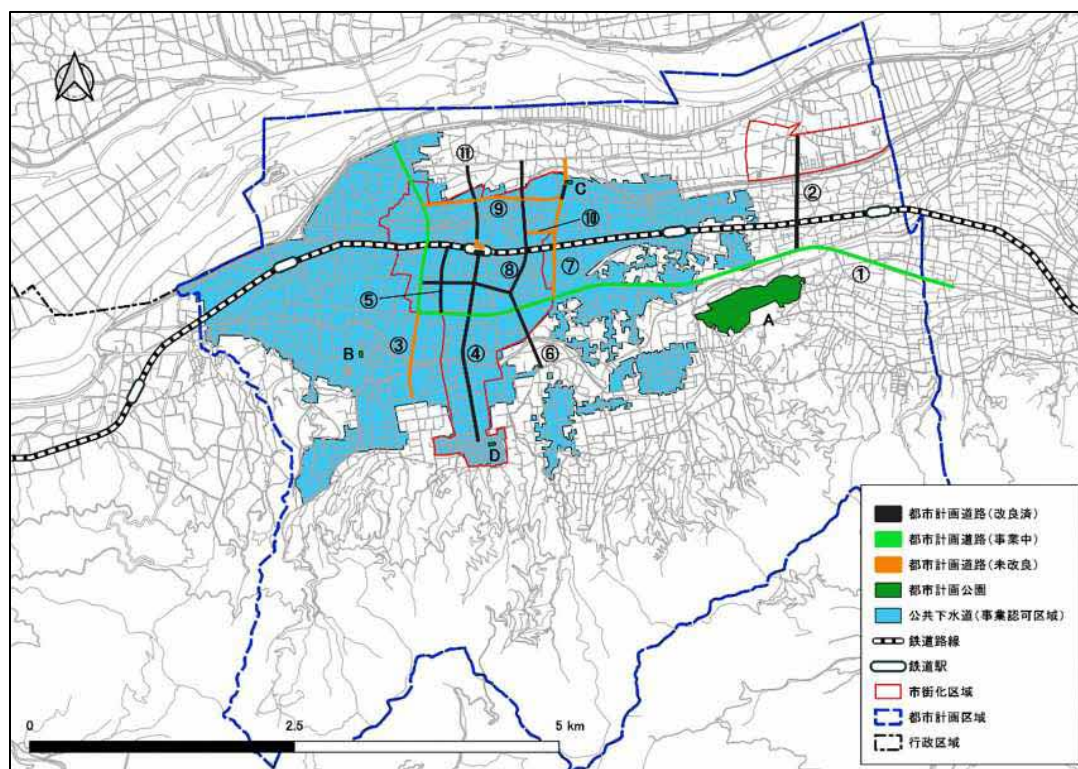 ⑪
C
②
⑨
⑩
⑧
⑦
①
⑤
A
B
③
④
⑥
D
都市計画道路(改良済)
都市計画道路(事業中)
都市計画道路(未改良)
都市計画公園
公共下水道(事業認可区域)
鉄道路線
鉄道駅
市街化区域
都市計画区域
行政区域
0 2.5 5 km